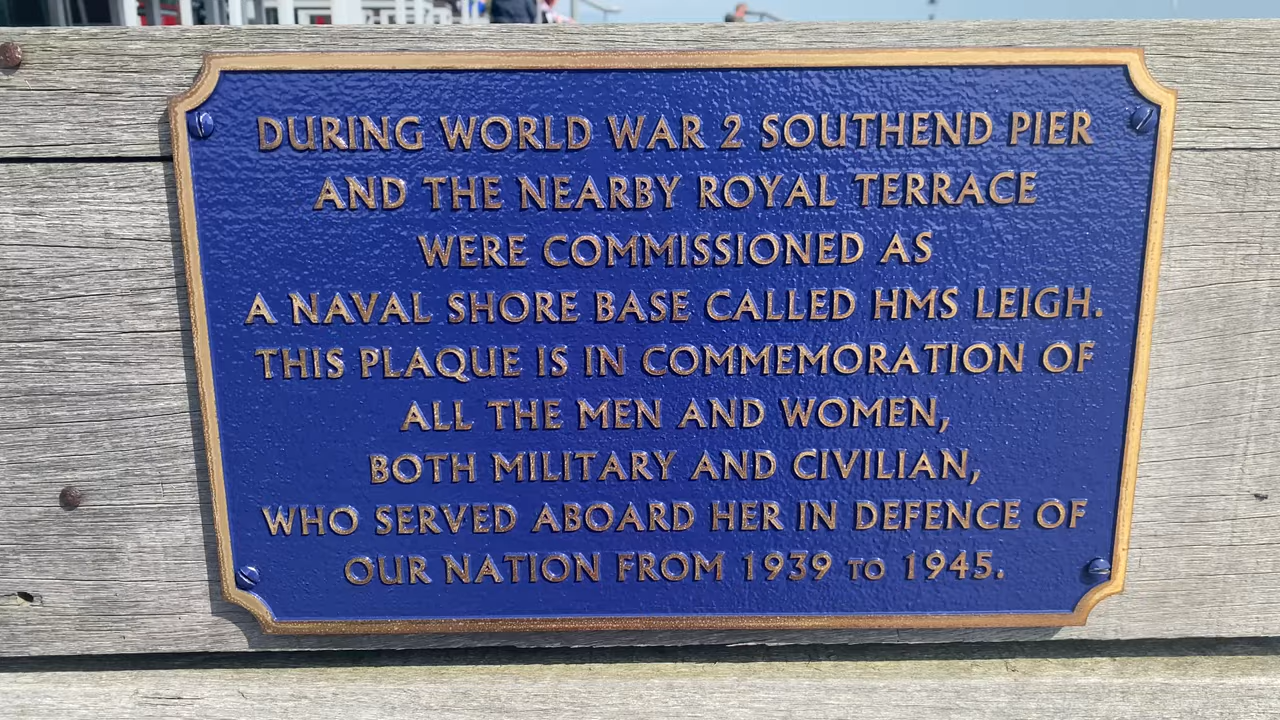 DURING WORLD WAR 2 SOUTHEND PIER
AND THE NEARBY ROYAL TERRACE
WERE COMMISSIONED AS
A NAVAL SHORE BASE CALLED HMS LEIGH.
THIS PLAQUE IS IN COMMEMORATION OF
ALL THE MEN AND WOMEN,
BOTH MILITARY AND CIVILIAN,
WHO SERVED ABOARD HER IN DEFENCE OF
OUR NATION FROM 1939 TO 1945.